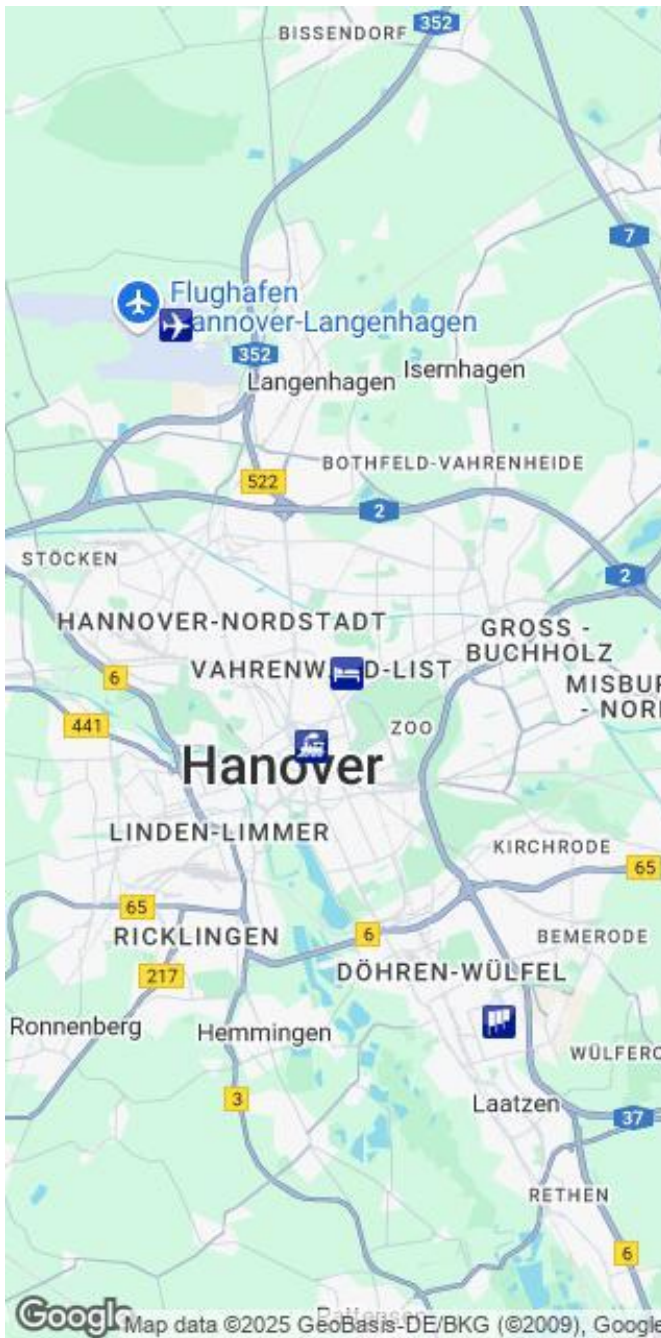 BISSENDORF
352
7
Flughafen
Hannover-Langenhagen
352
Langenhagen
Isernhagen
BOTHFELD-VAHRENHEIDE
522
2
STÖCKEN
2
HANNOVER-NORDSTADT
GROSS -
BUCHHOLZ
VAHRENW
D-LIST
6
MISBUR
- NOR
441
ZOO
Hanover
LINDEN-LIMMER
KIRCHRODE
65
65
6
RICKLINGEN
BEMERODE
217
DÖHREN-WÜLFEL
Ronnenberg
Hemmingen
WÜLFERO
3
Laatzen
37
RETHEN
6
Google
Map data ©2025 GeoBasis-DE/BKG (©2009), Google